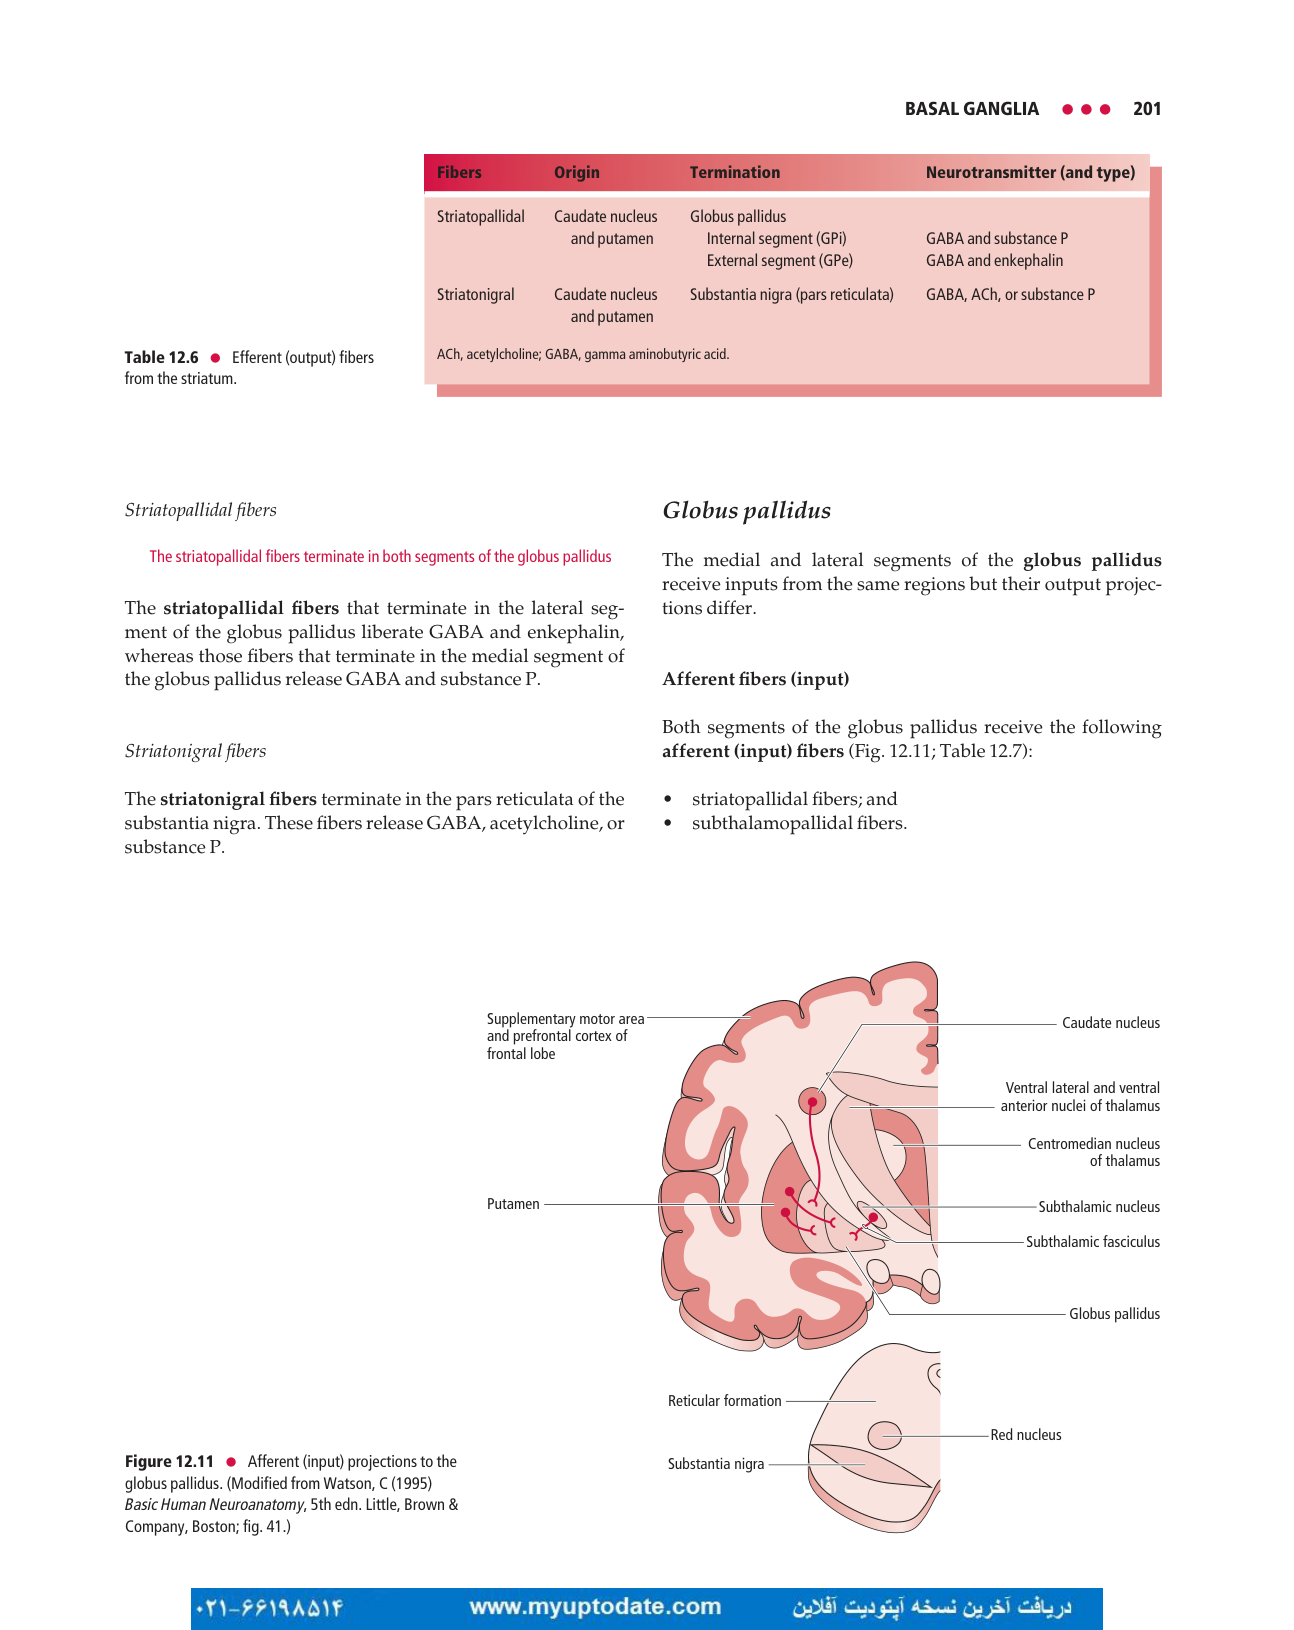 BASAL GANGLIA ● ● ● 201
Fibers Origin Termination Neurotransmitter (and type)
Striatopallidal Caudate nucleus Globus pallidus
and putamen Internal segment (GPi) GABA and substance P
External segment (GPe) GABA and enkephalin
Striatonigral Caudate nucleus Substantia nigra (pars reticulata) GABA, ACh, or substance P
and putamen
ACh, acetylcholine; GABA, gamma aminobutyric acid.
Table 12.6 ● Efferent (output) fibers
from the striatum.
Striatopallidal fibers
The striatopallidal fibers terminate in both segments of the globus pallidus
The striatopallidal fibers that terminate in the lateral seg-
ment of the globus pallidus liberate GABA and enkephalin,
whereas those fibers that terminate in the medial segment of
the globus pallidus release GABA and substance P.
Striatonigral fibers
The striatonigral fibers terminate in the pars reticulata of the
substantia nigra. These fibers release GABA, acetylcholine, or
substance P.
Globus pallidus
The medial and lateral segments of the globus pallidus
receive inputs from the same regions but their output projec-
tions differ.
Afferent fibers (input)
Both segments of the globus pallidus receive the following
afferent (input) fibers (Fig. 12.11; Table 12.7):
• striatopallidal fibers; and
• subthalamopallidal fibers.
Supplementary motor area
and prefrontal cortex of
frontal lobe
Putamen
Caudate nucleus
Ventral lateral and ventral
anterior nuclei of thalamus
Centromedian nucleus
of thalamus
Subthalamic nucleus
Subthalamic fasciculus
Globus pallidus
Reticular formation
Red nucleus
Substantia nigra
Figure 12.11 ● Afferent (input) projections to the
globus pallidus. (Modified from Watson, C (1995)
Basic Human Neuroanatomy, 5th edn. Little, Brown &
Company, Boston; fig. 41.)
۰۲۱-۶۶۱۹۸۵۱۴ www.myuptodate.com دریافت آخرین نسخه آپتودیت آفلاین